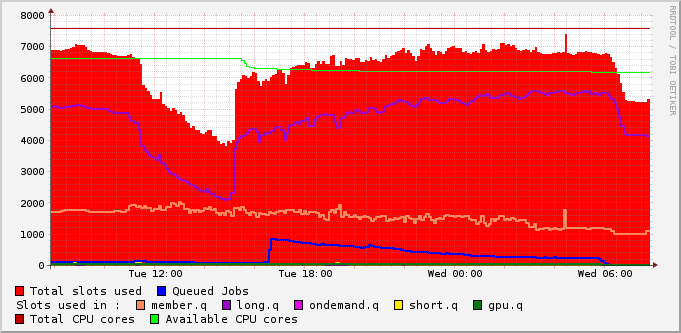 8000
7000
6000
5000
4000
3000
2000
1000
0
Tue 12:00 Tue 18:00 Wed 00:00 Wed 06:00
RRDTOOL / TOBI OETIKER
Total slots used Queued Jobs
Slots used in : member.q long.q ondemand.q short.q gpu.q
Total CPU cores Available CPU cores